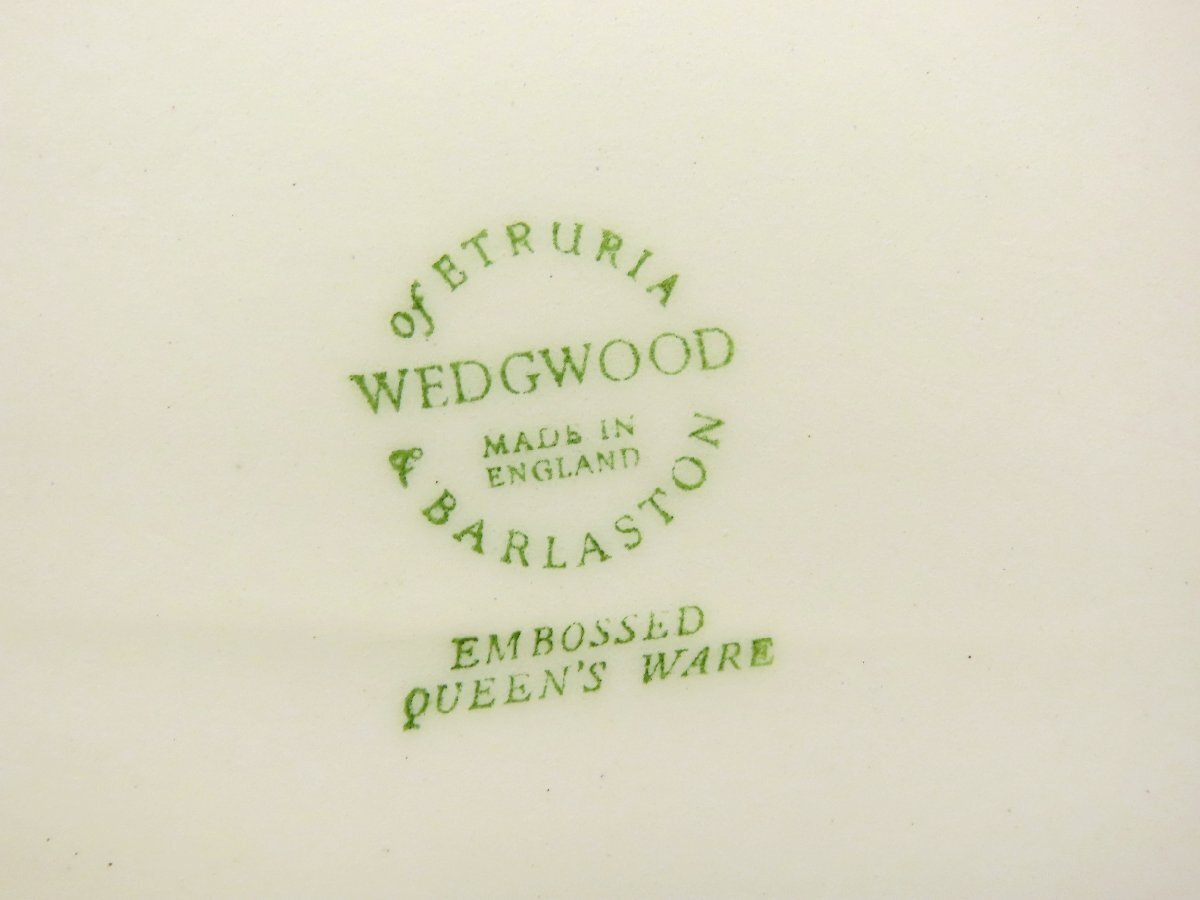 of ETRURIA
WEDGWOOD
MADE IN
ENGLAND
& BARLASTON
EMBOSSED
QUEEN'S WARE